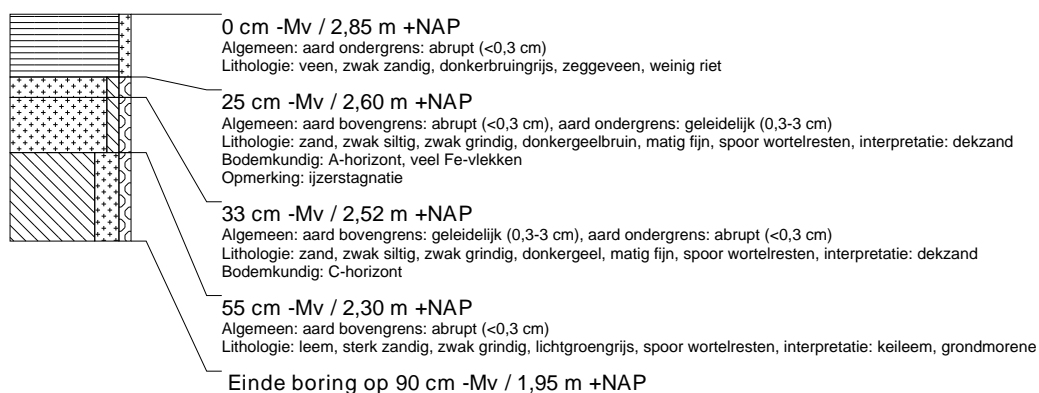 0 cm -Mv / 2,85 m +NAP
Algemeen: aard ondergrens: abrupt (<0,3 cm)
Lithologie: veen, zwak zandig, donkerbruingrijs, zeggeveen, weinig riet
25 cm -Mv / 2,60 m +NAP
Algemeen: aard bovengrens: abrupt (<0,3 cm), aard ondergrens: geleidelijk (0,3-3 cm)
Lithologie: zand, zwak siltig, zwak grindig, donkergeelbruin, matig fijn, spoor wortelresten, interpretatie: dekzand
Bodemkundig: A-horizont, veel Fe-vlekken
Opmerking: ijzerstagnatie
33 cm -Mv / 2,52 m +NAP
Algemeen: aard bovengrens: geleidelijk (0,3-3 cm), aard ondergrens: abrupt (<0,3 cm)
Lithologie: zand, zwak siltig, zwak grindig, donkergeel, matig fijn, spoor wortelresten, interpretatie: dekzand
Bodemkundig: C-horizont
55 cm -Mv / 2,30 m +NAP
Algemeen: aard bovengrens: abrupt (<0,3 cm)
Lithologie: leem, sterk zandig, zwak grindig, lichtgroengrijs, spoor wortelresten, interpretatie: keileem, grondmorene
Einde boring op 90 cm -Mv / 1,95 m +NAP